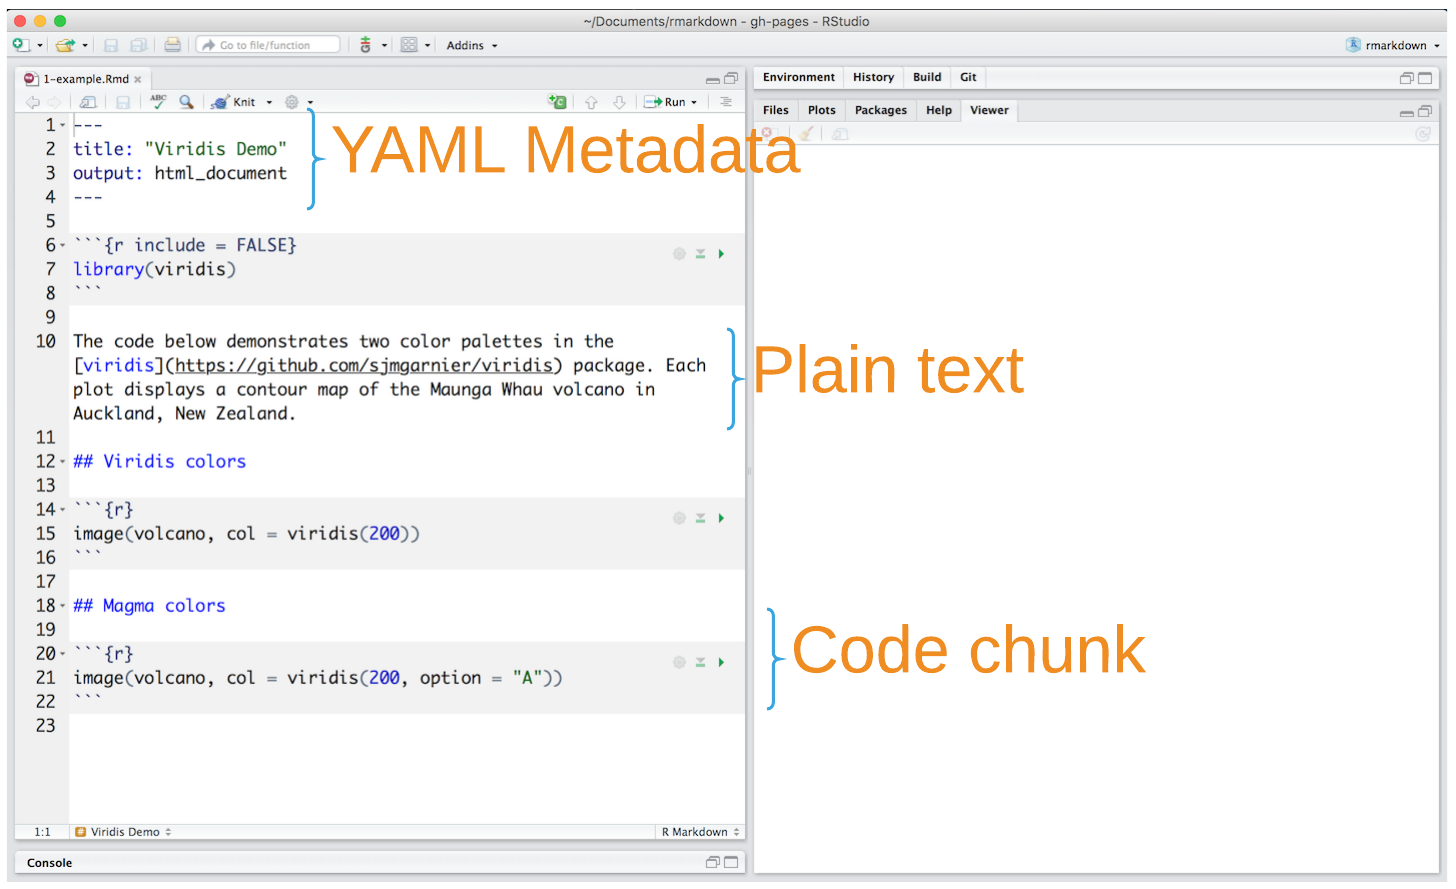 ~/Documents/rmarkdown - gh-pages - RStudio
Go to file/function
Addins
R rmarkdown
1-example.Rmd
ABC
Knit
Run
Environment History Build Git
Files Plots Packages Help Viewer
1 ---
2 title: "Viridis Demo"
3 output: html_document
4 ---
YAML Metadata
5
6 ```{r include = FALSE}
7 library(viridis)
8 ```
9
10 The code below demonstrates two color palettes in the
[viridis](https://github.com/sjmgarnier/viridis) package. Each
plot displays a contour map of the Maunga Whau volcano in
Auckland, New Zealand.
Plain text
11
12 ## Viridis colors
13
14 ```{r}
15 image(volcano, col = viridis(200))
16 ```
17
18 ## Magma colors
19
20 ```{r}
21 image(volcano, col = viridis(200, option = "A"))
22 ```
Code chunk
23
1:1 # Viridis Demo R Markdown
Console